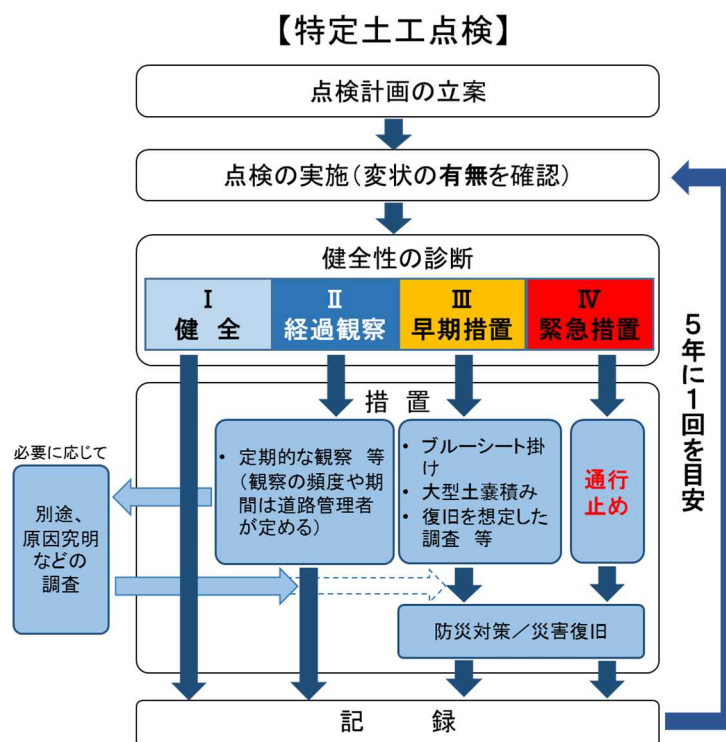 【特定土工点検】
点検計画の立案
点検の実施(変状の有無を確認)
健全性の診断
Ⅰ
健 全
Ⅱ
経過観察
Ⅲ
早期措置
Ⅳ
緊急措置
5年に1回を目安
措 置
必要に応じて
別途、
原因究明
などの
調査
・ 定期的な観察 等
(観察の頻度や期
間は道路管理者
が定める)
・ ブルーシート掛
け
・ 大型土嚢積み
・ 復旧を想定した
調査 等
通行
止め
防災対策/災害復旧
記 録